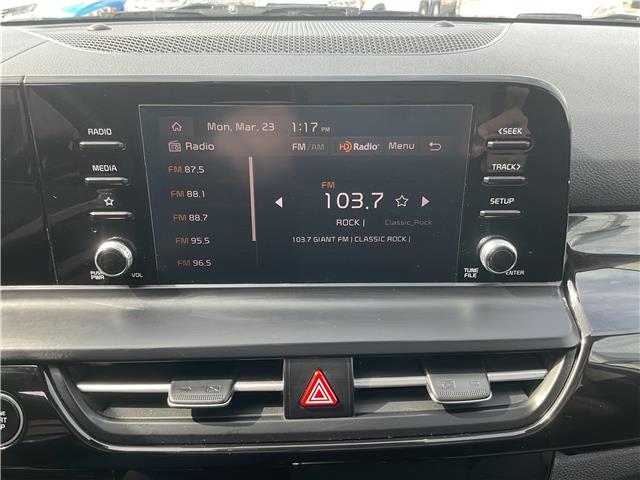 Mon, Mar. 23 1:17 PM
Radio FM/AM HD Radio Menu
FM 87.5
FM 88.1
FM 88.7
FM 95.5
FM 96.5
FM
103.7
ROCK | Classic_Rock
103.7 GIANT FM | CLASSIC ROCK |
RADIO
MEDIA
PUSH PWR VOL
<SEEK
TRACK>
SETUP
TUNE FILE ENTER